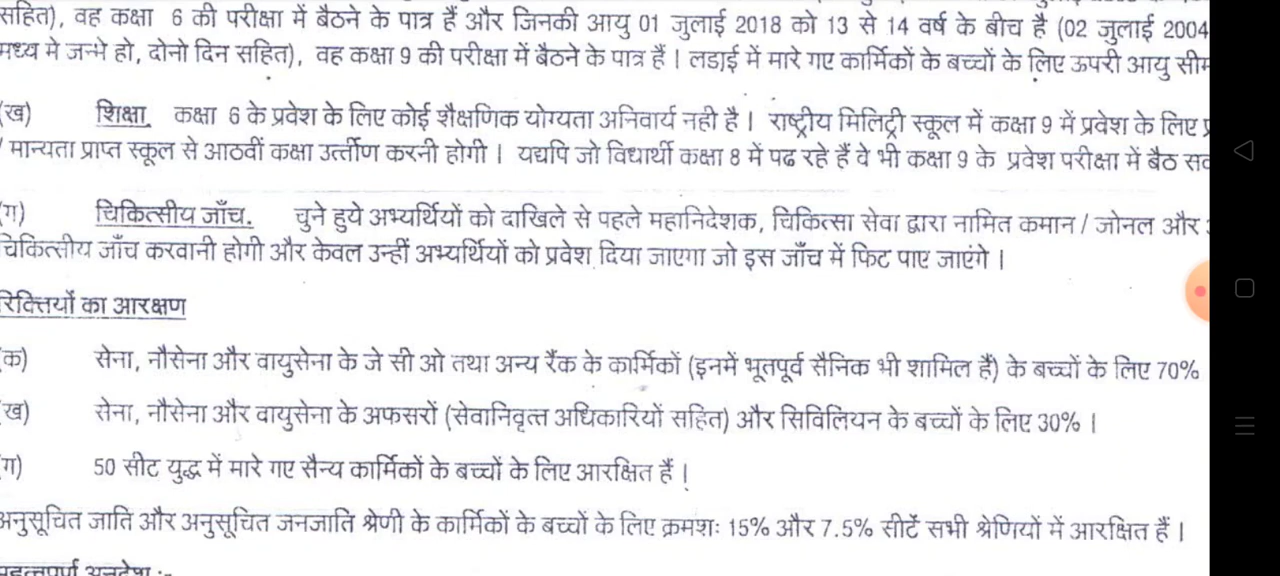 सहित), वह कक्षा 6 की परीक्षा में बैठने के पात्र हैं और जिनकी आयु 01 जुलाई 2018 को 13 से 14 वर्ष के बीच है (02 जुलाई 2004
मध्य मे जन्मे हो, दोनो दिन सहित), वह कक्षा 9 की परीक्षा में बैठने के पात्र हैं । लडाई में मारे गए कार्मिकों के बच्चों के लिए ऊपरी आयु सीम
(ख) शिक्षा. कक्षा 6 के प्रवेश के लिए कोई शैक्षणिक योग्यता अनिवार्य नही है । राष्ट्रीय मिलिट्री स्कूल में कक्षा 9 में प्रवेश के लिए
मान्यता प्राप्त स्कूल से आठवीं कक्षा उर्त्तीण करनी होगी । यद्यपि जो विधार्थी कक्षा 8 में पढ रहे हैं वे भी कक्षा 9 के प्रवेश परीक्षा में बैठ सक
(ग) चिकित्सीय जाँच. चुने हुये अभ्यर्थियों को दाखिले से पहले महानिदेशक, चिकित्सा सेवा द्वारा नामित कमान / जोनल और
चिकित्सीय जाँच करवानी होगी और केवल उन्हीं अभ्यर्थियों को प्रवेश दिया जाएगा जो इस जाँच में फिट पाए जाएंगे ।
रिक्तियों का आरक्षण
(क) सेना, नौसेना और वायुसेना के जे सी ओ तथा अन्य रैंक के कार्मिकों (इनमें भूतपूर्व सैनिक भी शामिल हैं) के बच्चों के लिए 70%
(ख) सेना, नौसेना और वायुसेना के अफसरों (सेवानिवृत्त अधिकारियों सहित) और सिविलियन के बच्चों के लिए 30% ।
(ग) 50 सीट युद्ध में मारे गए सैन्य कार्मिकों के बच्चों के लिए आरक्षित हैं ।
अनुसूचित जाति और अनुसूचित जनजाति श्रेणी के कार्मिकों के बच्चों के लिए क्रमशः 15% और 7.5% सीटें सभी श्रेणियों में आरक्षित हैं ।